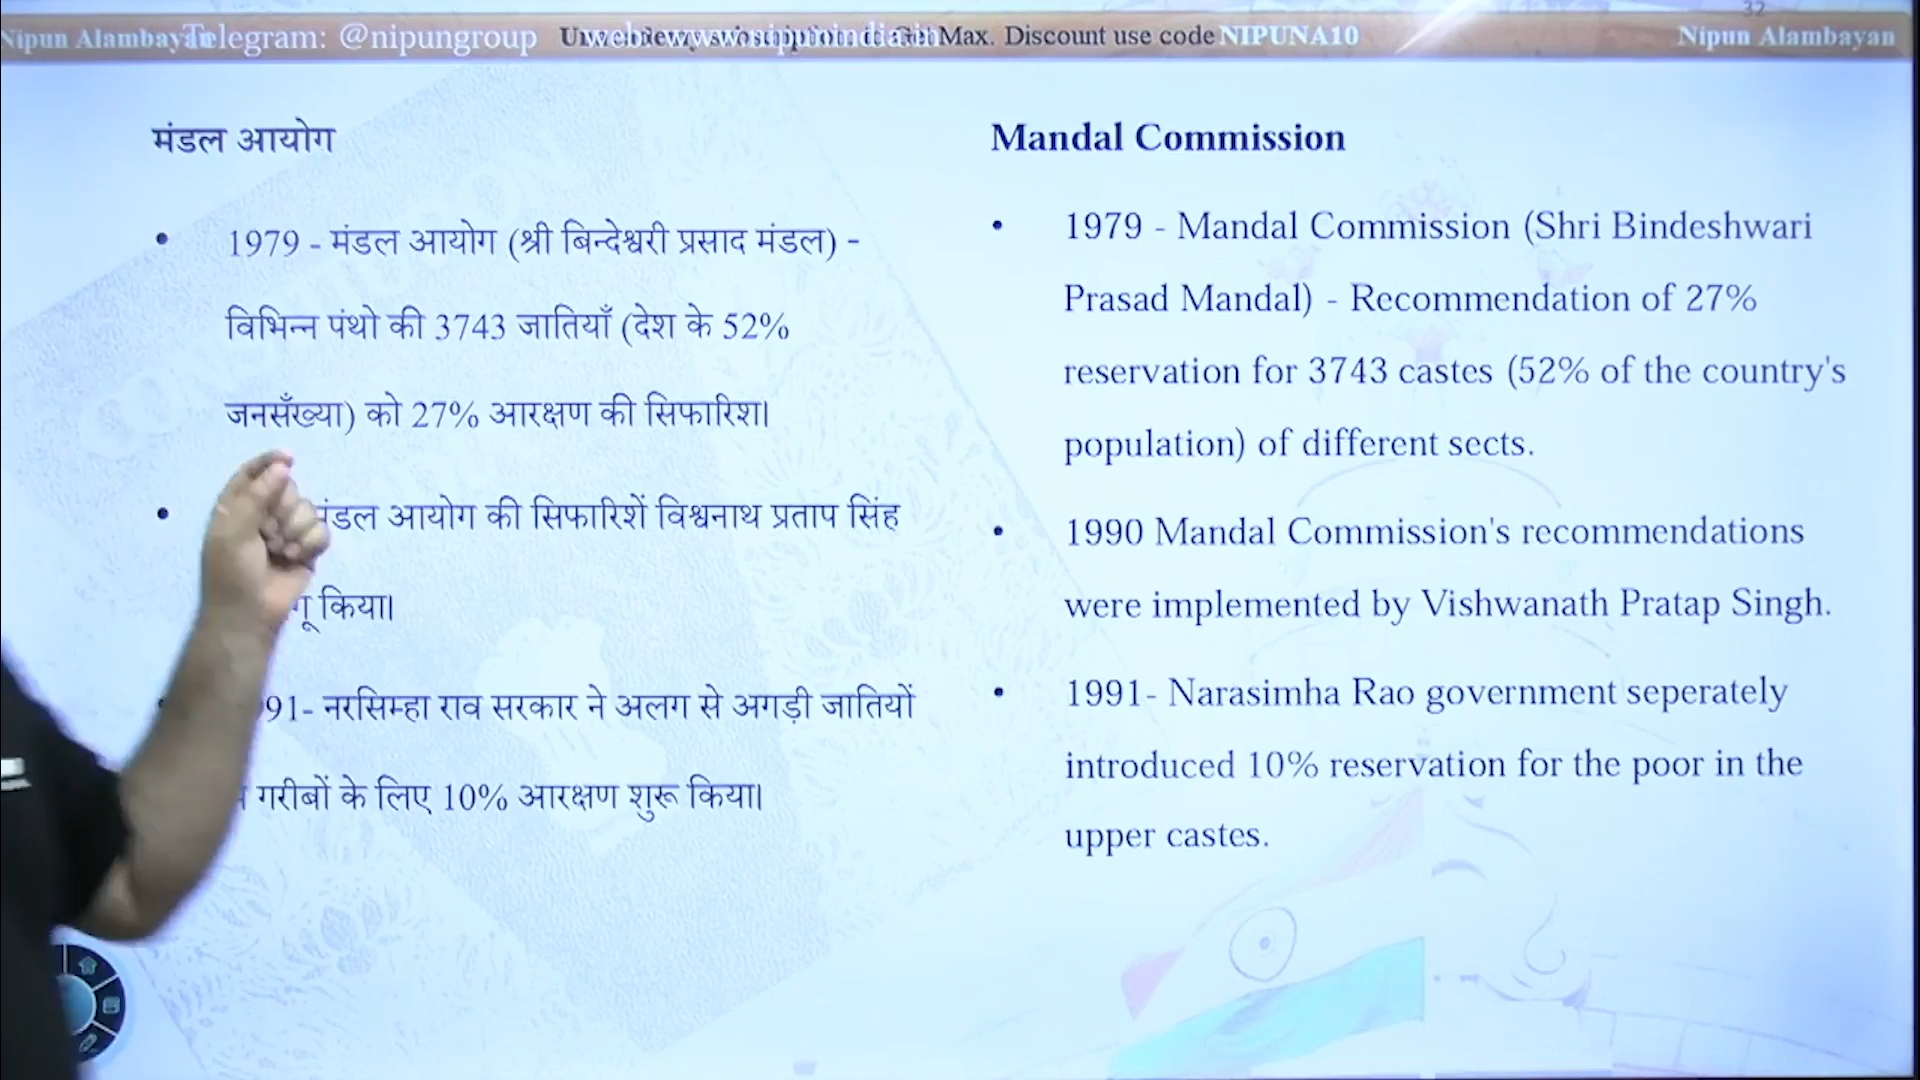 32
Nipun Alambayan
Telegram: @nipungroup
Max. Discount use code NIPUNA10
Nipun Alambayan
मंडल आयोग
• 1979 - मंडल आयोग (श्री बिन्देश्वरी प्रसाद मंडल) -
विभिन्न पंथो की 3743 जातियाँ (देश के 52%
जनसँख्या) को 27% आरक्षण की सिफारिश।
• मंडल आयोग की सिफारिशें विश्वनाथ प्रताप सिंह
किया।
91- नरसिम्हा राव सरकार ने अलग से अगड़ी जातियों
गरीबों के लिए 10% आरक्षण शुरू किया।
Mandal Commission
• 1979 - Mandal Commission (Shri Bindeshwari
Prasad Mandal) - Recommendation of 27%
reservation for 3743 castes (52% of the country's
population) of different sects.
• 1990 Mandal Commission's recommendations
were implemented by Vishwanath Pratap Singh.
• 1991- Narasimha Rao government seperately
introduced 10% reservation for the poor in the
upper castes.